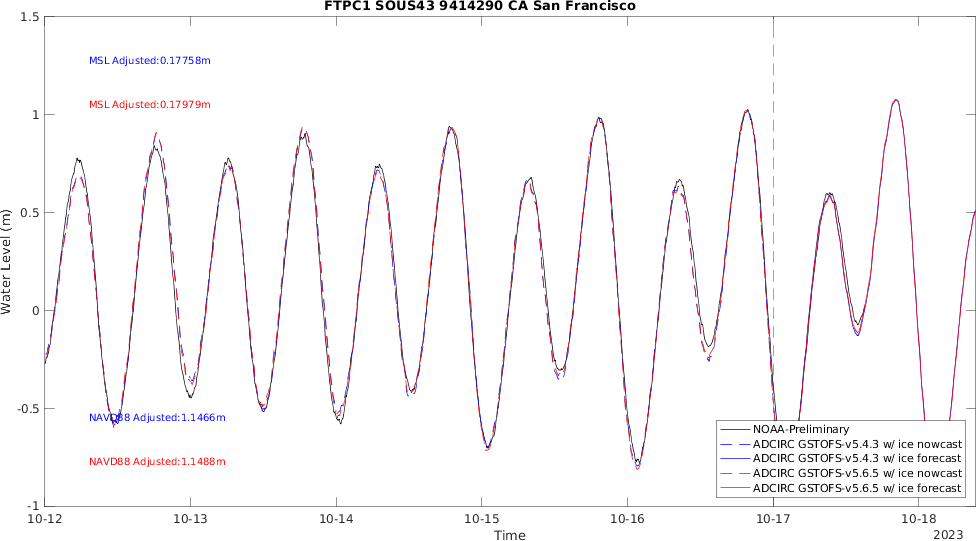 FTPC1 SOUS43 9414290 CA San Francisco
1.5
MSL Adjusted:0.17758m
MSL Adjusted:0.17979m
1
0.5
Water Level (m)
0
-0.5
NAVD88 Adjusted:1.1466m
NAVD88 Adjusted:1.1488m
NOAA-Preliminary
ADCIRC GSTOFS-v5.4.3 w/ ice nowcast
ADCIRC GSTOFS-v5.4.3 w/ ice forecast
ADCIRC GSTOFS-v5.6.5 w/ ice nowcast
ADCIRC GSTOFS-v5.6.5 w/ ice forecast
-1
10-12 10-13 10-14 10-15 10-16 10-17 10-18
Time
2023